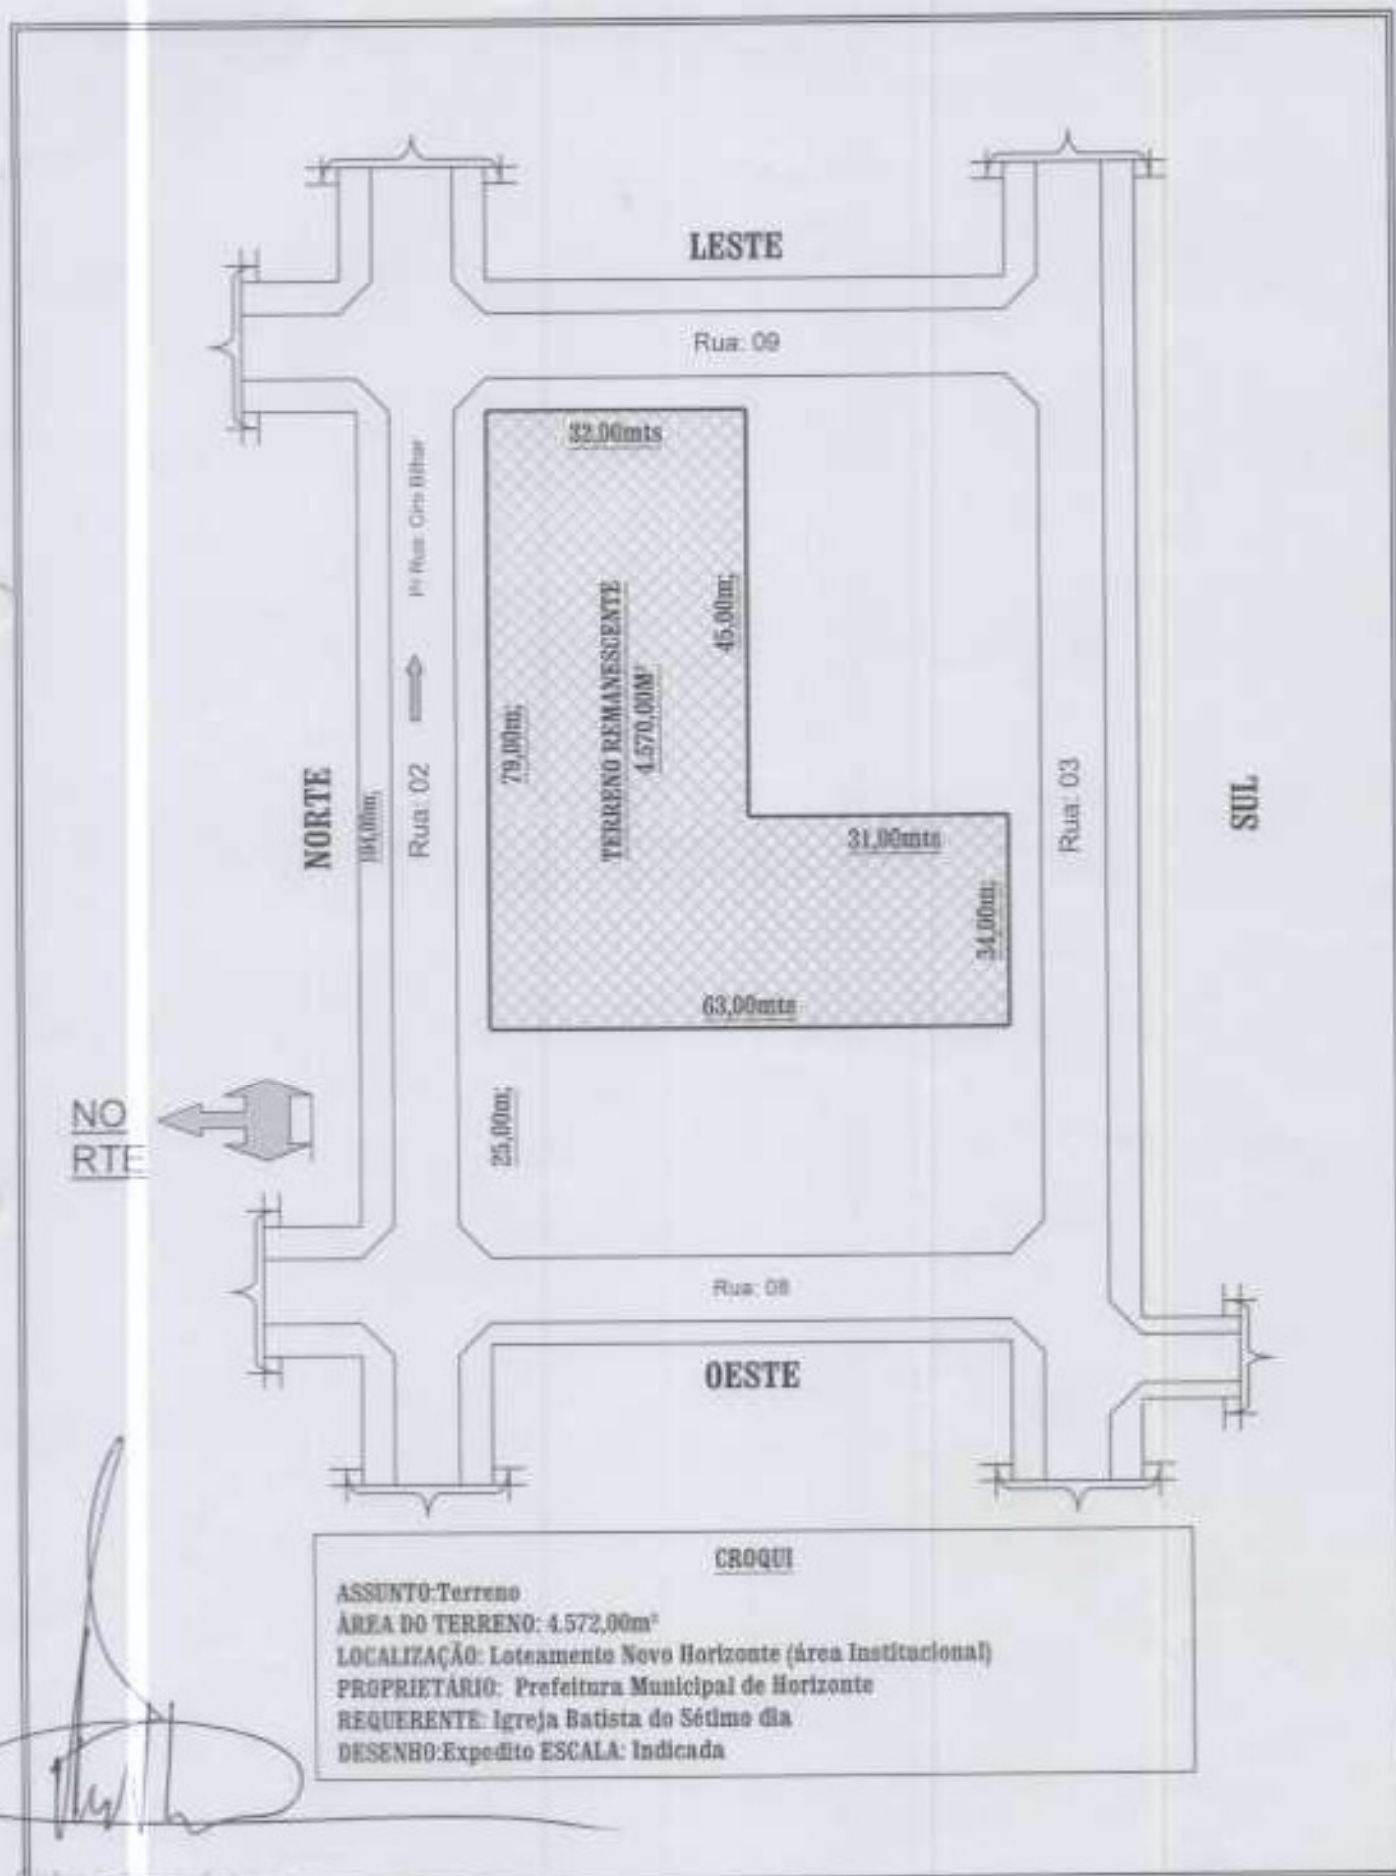 LESTE
Rua: 09
32,00mts
P/ Rua: Ciro Bilhar
45,00m;
TERRENO REMANESCENTE
4.570,00M²
79,00m;
NORTE
104,00m;
Rua: 02
31,00mts
34,00m;
Rua: 03
SUL
63,00mts
NO
RTE
25,00m;
Rua: 08
OESTE
CROQUI
ASSUNTO:Terreno
ÁREA DO TERRENO: 4.572,00m²
LOCALIZAÇÃO: Loteamento Novo Horizonte (área Institucional)
PROPRIETÁRIO: Prefeitura Municipal de Horizonte
REQUERENTE: Igreja Batista do Sétimo dia
DESENHO:Expedito ESCALA: Indicada